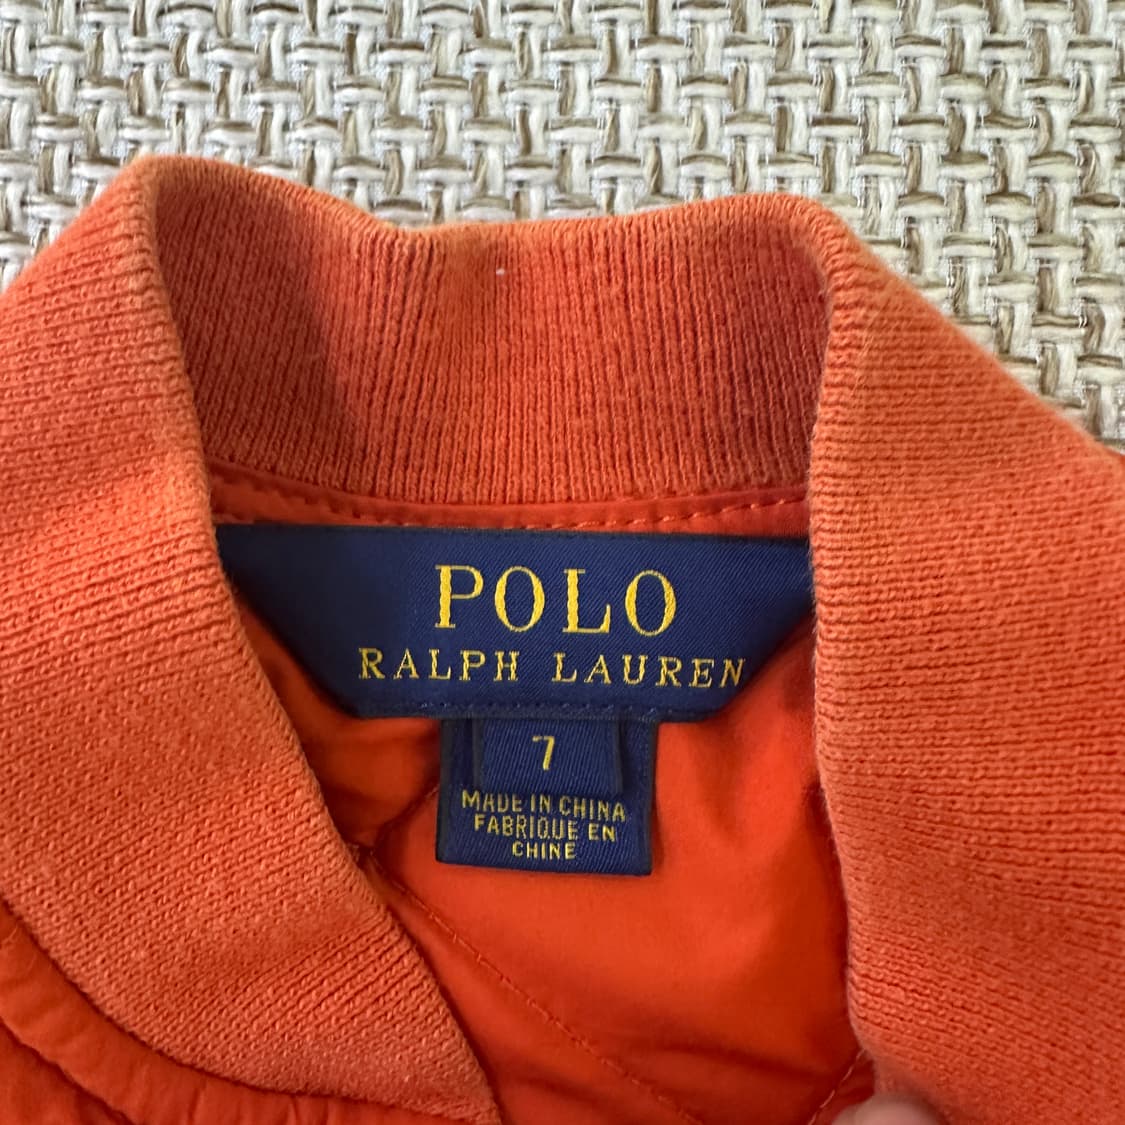 POLO
RALPH LAUREN
7
MADE IN CHINA
FABRIQUE EN
CHINE